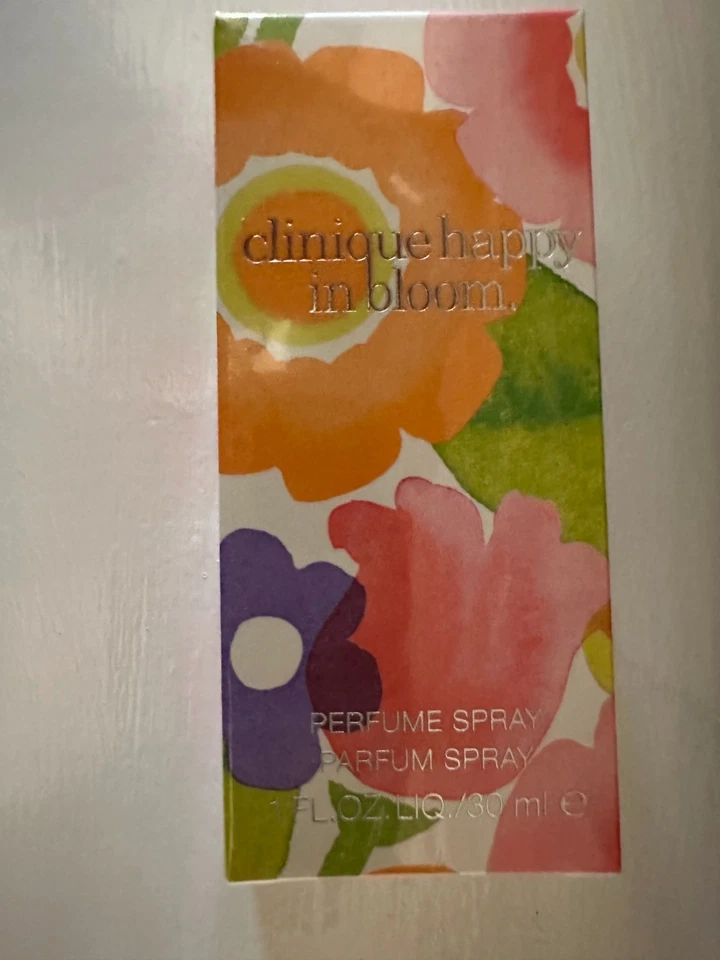 clinique happy
in bloom.
PERFUME SPRAY
PARFUM SPRAY
1 FL.OZ.LIQ./30 ml ℮